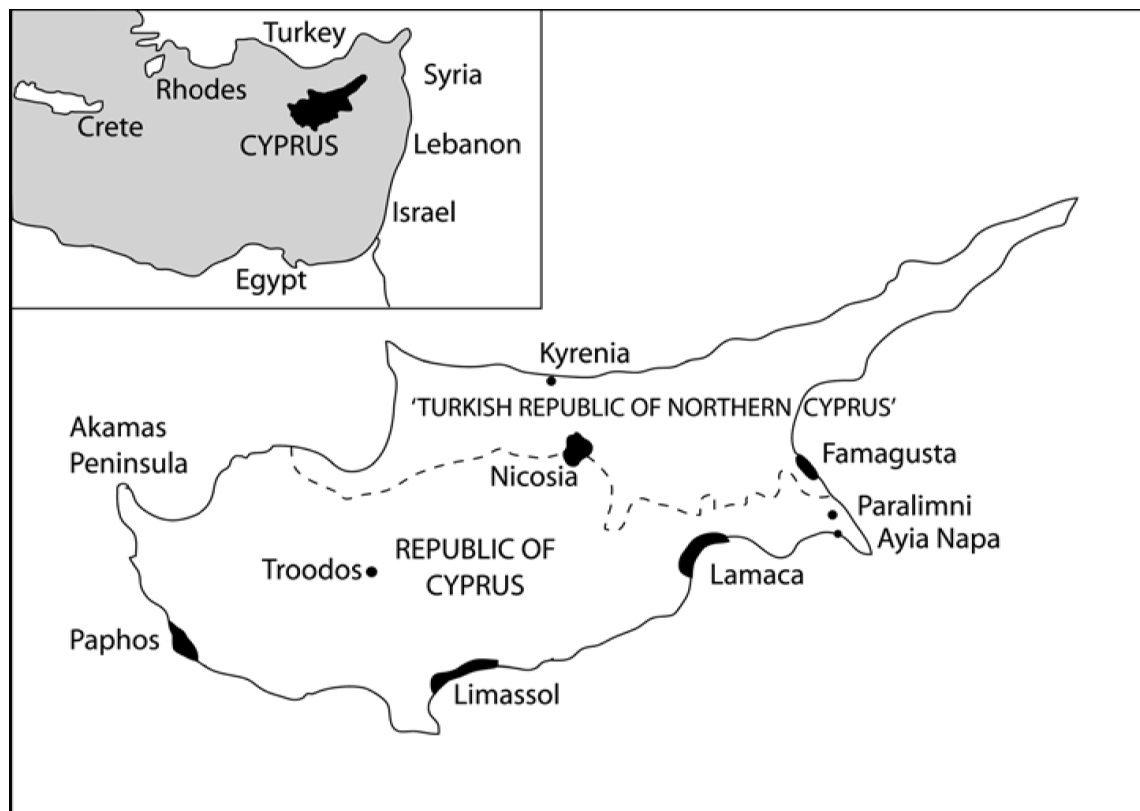 Turkey
Syria
Rhodes
Crete
CYPRUS
Lebanon
Israel
Egypt
Kyrenia
‘TURKISH REPUBLIC OF NORTHERN CYPRUS’
Akamas
Peninsula
Famagusta
Nicosia
Paralimni
Ayia Napa
REPUBLIC OF
CYPRUS
Troodos
Lamaca
Paphos
Limassol